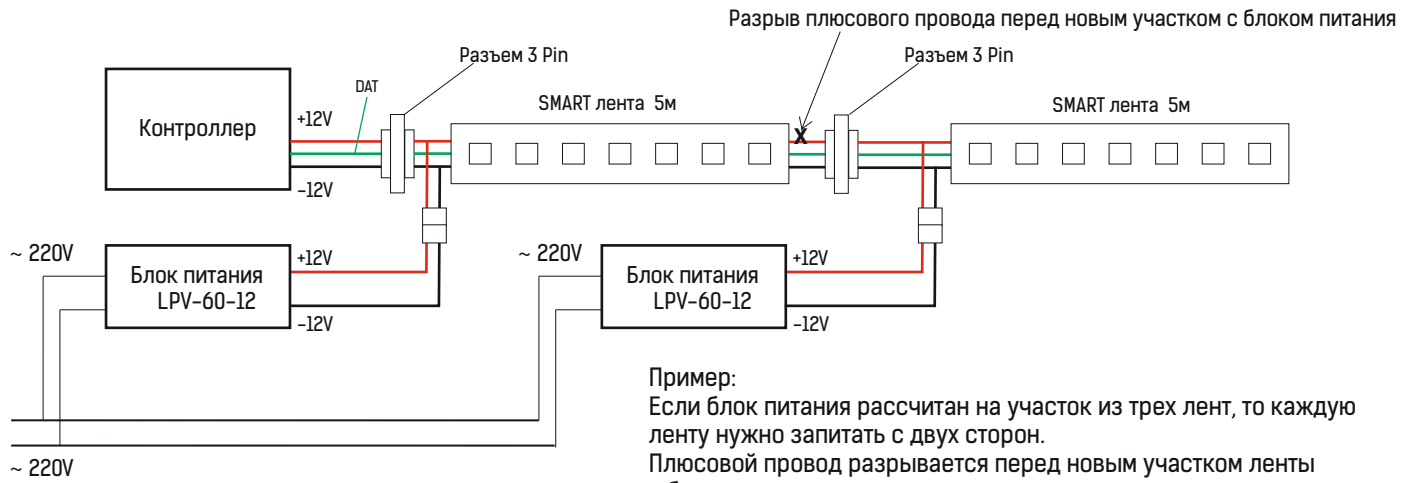 Разрыв плюсового провода перед новым участком с блоком питания
Разъем 3 Pin
Разъем 3 Pin
DAT
SMART лента 5м
SMART лента 5м
Контроллер
+12V
-12V
~ 220V
Блок питания
LPV-60-12
+12V
-12V
~ 220V
Блок питания
LPV-60-12
+12V
-12V
~ 220V
Пример:
Если блок питания рассчитан на участок из трех лент, то каждую
ленту нужно запитать с двух сторон.
Плюсовой провод разрывается перед новым участком ленты